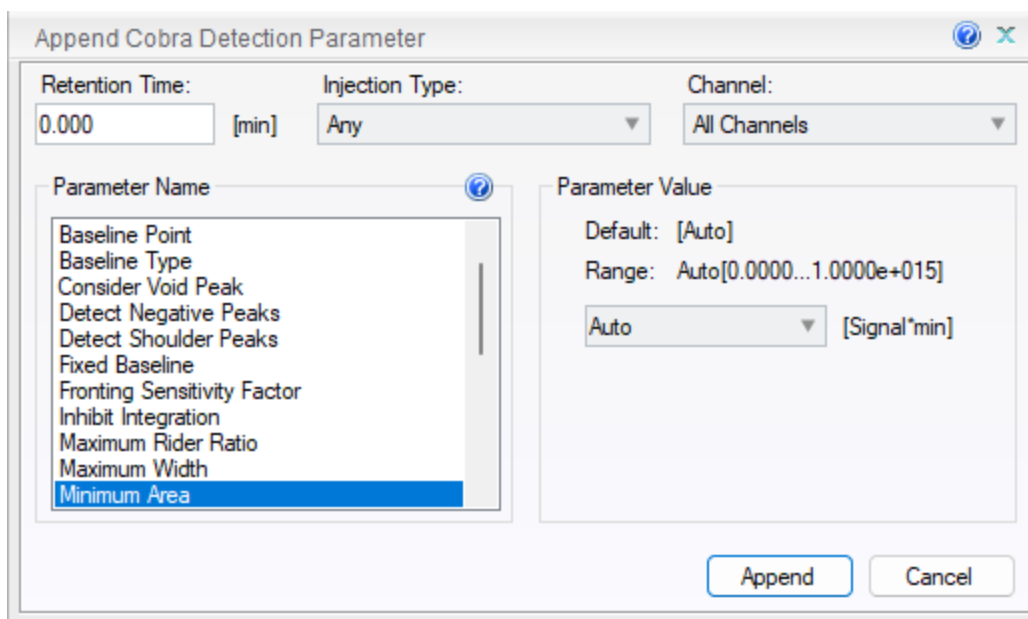 Append Cobra Detection Parameter
Retention Time:
Injection Type:
Channel:
0.000
[min]
Any
All Channels
Parameter Name
Baseline Point
Baseline Type
Consider Void Peak
Detect Negative Peaks
Detect Shoulder Peaks
Fixed Baseline
Fronting Sensitivity Factor
Inhibit Integration
Maximum Rider Ratio
Maximum Width
Minimum Area
Parameter Value
Default: [Auto]
Range: Auto[0.0000...1.0000e+015]
Auto
[Signal*min]
Append
Cancel